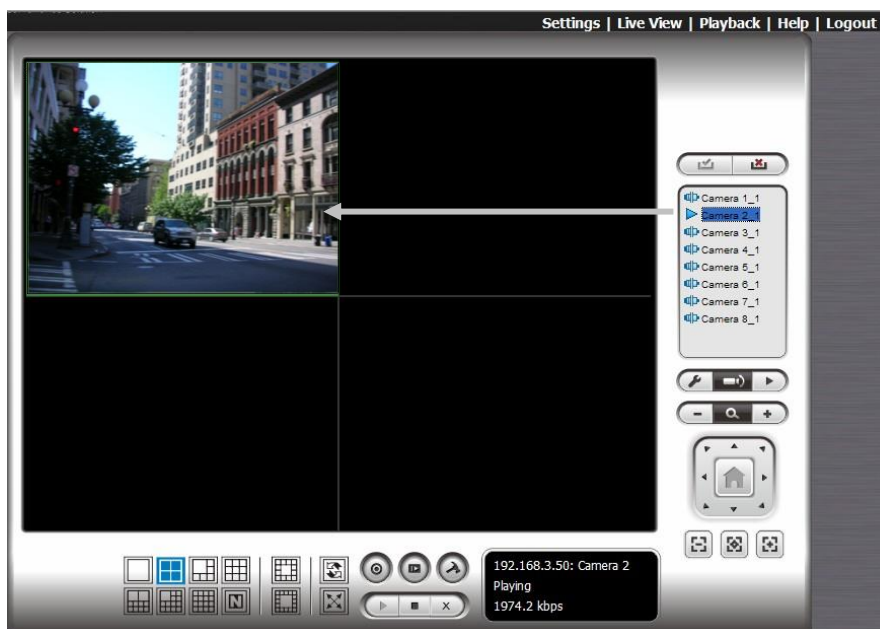 Settings | Live View | Playback | Help | Logout
Camera 1_1
Camera 2_1
Camera 3_1
Camera 4_1
Camera 5_1
Camera 6_1
Camera 7_1
Camera 8_1
192.168.3.50: Camera 2
Playing
1974.2 kbps